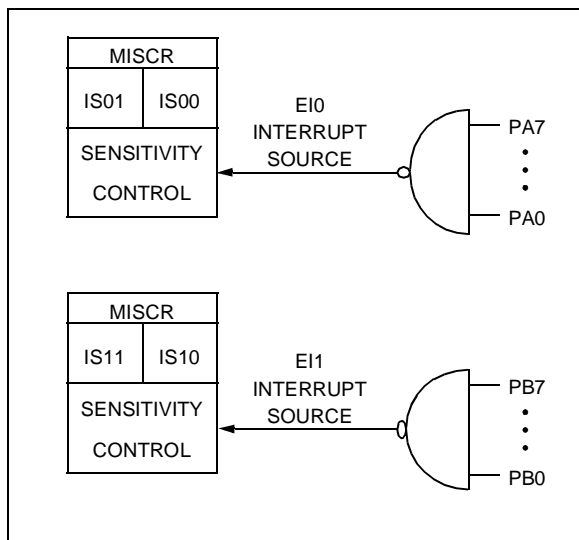 MISCR
IS01 IS00
SENSITIVITY
CONTROL
EI0
INTERRUPT
SOURCE
PA7
PA0
MISCR
IS11 IS10
SENSITIVITY
CONTROL
EI1
INTERRUPT
SOURCE
PB7
PB0